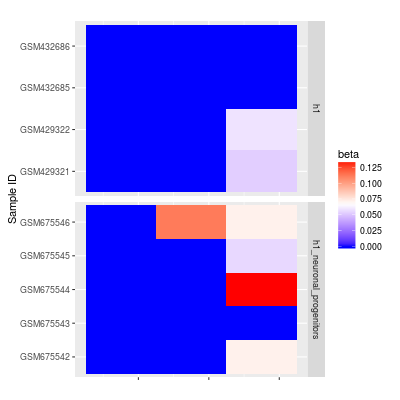 GSM432686
GSM432685
GSM429322
GSM429321
h1
GSM675546
GSM675545
GSM675544
GSM675543
GSM675542
h1_neuronal_progenitors
Sample ID
beta
0.125
0.100
0.075
0.050
0.025
0.000